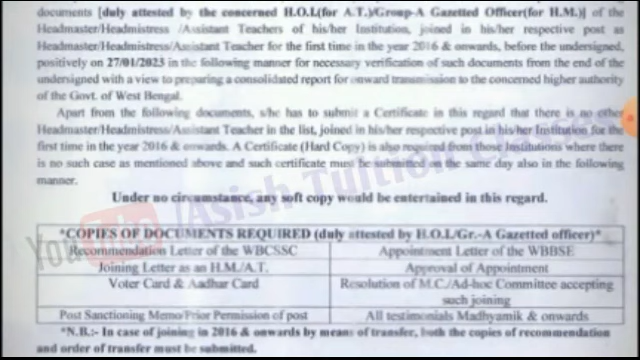 documents [duly attested by the concerned H.O.I.(for A.T.)/Group-A Gazetted Officer(for H.M.)] of the
Headmaster/Headmistress /Assistant Teachers of his/her Institution, joined in his/her respective post as
Headmaster/Headmistress/Assistant Teacher for the first time in the year 2016 & onwards, before the undersigned,
positively on 27/01/2023 in the following manner for necessary verification of such documents from the end of the
undersigned with a view to preparing a consolidated report for onward transmission to the concerned higher authority
of the Govt. of West Bengal.
Apart from the following documents, s/he has to submit a Certificate in this regard that there is no other
Headmaster/Headmistress/Assistant Teacher in the list, joined in his/her respective post in his/her Institution for the
first time in the year 2016 & onwards. A Certificate (Hard Copy) is also required from those Institutions where there
is no such case as mentioned above and such certificate must be submitted on the same day also in the following
manner.
Under no circumstance, any soft copy would be entertained in this regard.
YouTube /Asish Tuition
*COPIES OF DOCUMENTS REQUIRED (duly attested by H.O.I./Gr.-A Gazetted officer)*
Recommendation Letter of the WBCSSC Appointment Letter of the WBBSE
Joining Letter as an H.M./A.T. Approval of Appointment
Voter Card & Aadhar Card Resolution of M.C./Ad-hoc Committee accepting
such joining
Post Sanctioning Memo/Prior Permission of post All testimonials Madhyamik & onwards
*N.B.:- In case of joining in 2016 & onwards by means of transfer, both the copies of recommendation
and order of transfer must be submitted.